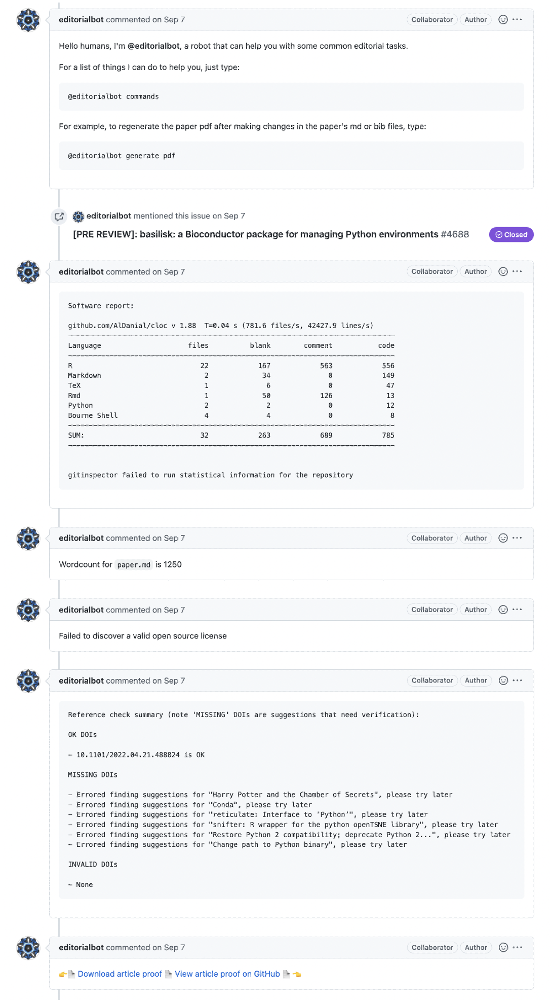 editorialbot commented on Sep 7 Collaborator Author
Hello humans, I'm @editorialbot, a robot that can help you with some common editorial tasks.
For a list of things I can do to help you, just type:
@editorialbot commands
For example, to regenerate the paper pdf after making changes in the paper's md or bib files, type:
@editorialbot generate pdf
editorialbot mentioned this issue on Sep 7
[PRE REVIEW]: basilisk: a Bioconductor package for managing Python environments #4688 Closed
editorialbot commented on Sep 7 Collaborator Author
Software report:
github.com/AlDanial/cloc v 1.88  T=0.04 s (781.6 files/s, 42427.9 lines/s)
-------------------------------------------------------------------------------
Language                     files          blank        comment           code
-------------------------------------------------------------------------------
R                               22            167            563            556
Markdown                         2             34              0            149
TeX                              1              6              0             47
Rmd                              1             50            126             13
Python                           2              2              0             12
Bourne Shell                     4              4              0              8
-------------------------------------------------------------------------------
SUM:                            32            263            689            785
-------------------------------------------------------------------------------
gitinspector failed to run statistical information for the repository
editorialbot commented on Sep 7 Collaborator Author
Wordcount for paper.md is 1250
editorialbot commented on Sep 7 Collaborator Author
Failed to discover a valid open source license
editorialbot commented on Sep 7 Collaborator Author
Reference check summary (note 'MISSING' DOIs are suggestions that need verification):
OK DOIs
- 10.1101/2022.04.21.488824 is OK
MISSING DOIs
- Errored finding suggestions for "Harry Potter and the Chamber of Secrets", please try later
- Errored finding suggestions for "Conda", please try later
- Errored finding suggestions for "reticulate: Interface to ’Python’", please try later
- Errored finding suggestions for "snifter: R wrapper for the python openTSNE library", please try later
- Errored finding suggestions for "Restore Python 2 compatibility; deprecate Python 2...", please try later
- Errored finding suggestions for "Change path to Python binary", please try later
INVALID DOIs
- None
editorialbot commented on Sep 7 Collaborator Author
Download article proof View article proof on GitHub